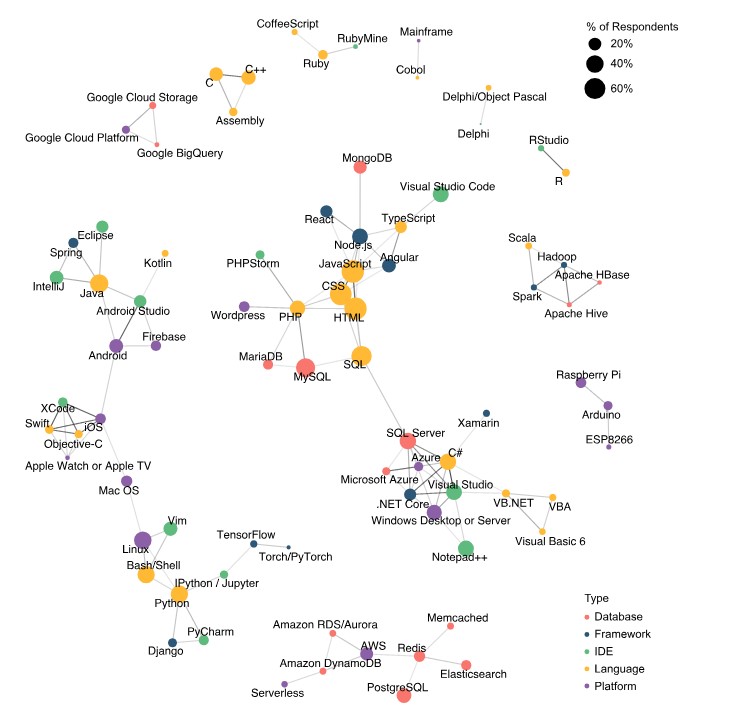 CoffeeScript
RubyMine
Ruby
Mainframe
Cobol
% of Respondents
20%
40%
60%
C
C++
Assembly
Google Cloud Storage
Google Cloud Platform
Google BigQuery
Delphi/Object Pascal
Delphi
RStudio
R
MongoDB
Visual Studio Code
React
TypeScript
Node.js
Angular
JavaScript
CSS
HTML
PHP
PHPStorm
Wordpress
MariaDB
MySQL
SQL
Eclipse
Spring
IntelliJ
Java
Kotlin
Android Studio
Firebase
Android
Scala
Hadoop
Apache HBase
Spark
Apache Hive
Raspberry Pi
Arduino
ESP8266
XCode
Swift
iOS
Objective-C
Apple Watch or Apple TV
Mac OS
Xamarin
SQL Server
Azure
C#
Microsoft Azure
Visual Studio
.NET Core
VB.NET
VBA
Windows Desktop or Server
Visual Basic 6
Notepad++
Vim
Linux
Bash/Shell
TensorFlow
Torch/PyTorch
IPython / Jupyter
Python
PyCharm
Django
Amazon RDS/Aurora
Memcached
AWS
Redis
Amazon DynamoDB
Elasticsearch
Serverless
PostgreSQL
Type
Database
Framework
IDE
Language
Platform